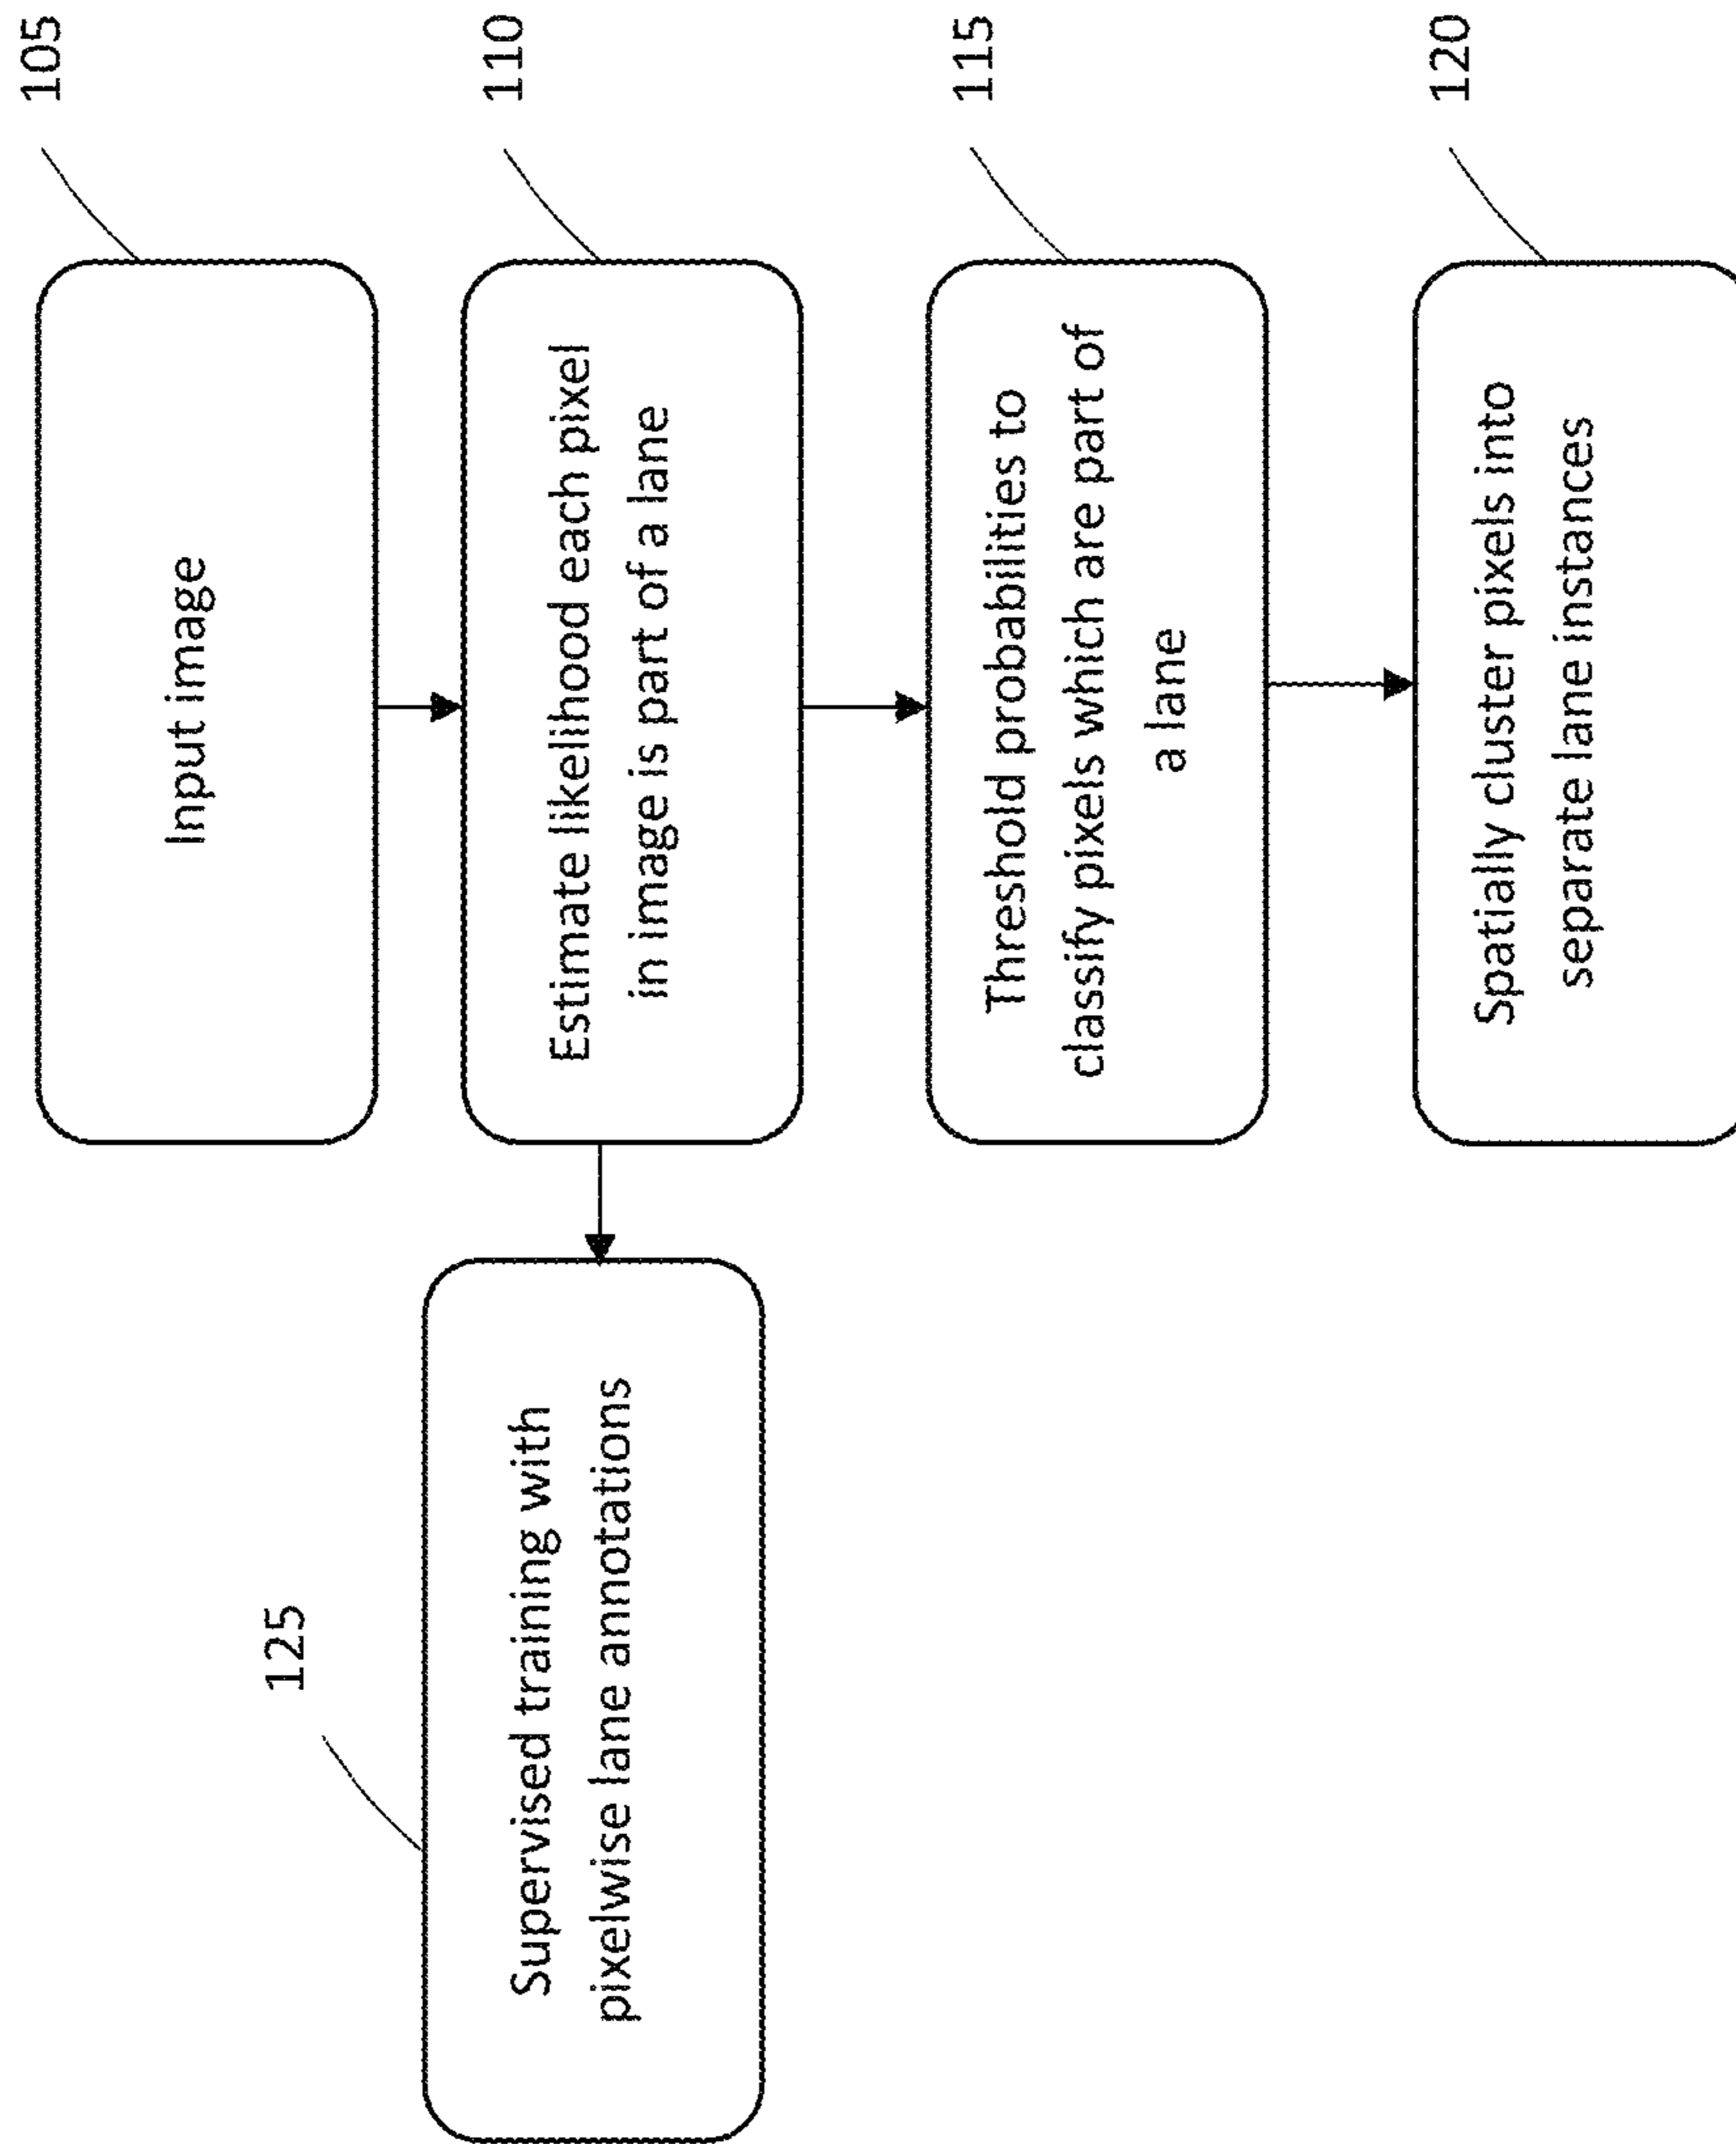 105
Input image
110
Estimate likelihood each pixel
in image is part of a lane
115
Threshold probabilities to
classify pixels which are part of
a lane
120
Spatially cluster pixels into
separate lane instances
125
Supervised training with
pixelwise lane annotations